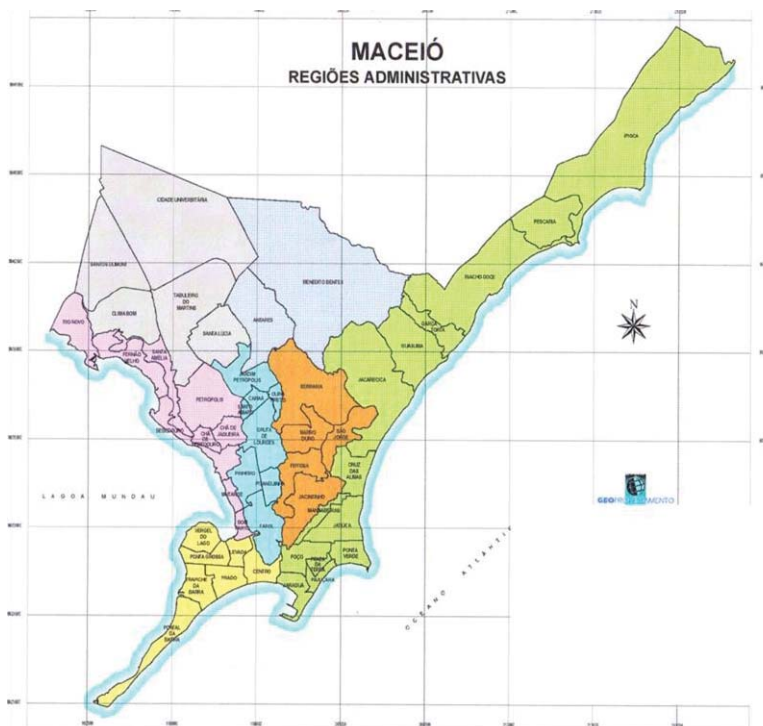 MACEIÓ
REGIÕES ADMINISTRATIVAS
IPIOCA
CIDADE UNIVERSITÁRIA
PESCARIA
SANTOS DUMONT
RIACHO DOCE
BENEDITO BENTES
TABULEIRO
DO
MARTINS
CLIMA BOM
ANTARES
GARÇA
TORTA
N
RIO NOVO
SANTA LÚCIA
GUAXUMA
FERNÃO
VELHO
SANTA
AMÉLIA
JARDIM
PETRÓPOLIS
JACARECICA
SERRARIA
PETRÓPOLIS
CANAÃ
OURO
PRETO
SANTO
AMARO
BEBEDOURO
CHÃ DE
JAQUEIRA
CHÃ
DE
BEBEDOURO
GRUTA
DE
LOURDES
BARRO
DURO
SÃO
JORGE
FEITOSA
CRUZ
DAS
ALMAS
PINHEIRO
PITANGUINHA
JACINTINHO
MUTANGE
MANGABEIRAS
BOM
PARTO
FAROL
JATIÚCA
GEOPROCESSAMENTO
LAGOA MUNDAU
VERGEL
DO
LAGO
LEVADA
PONTA GROSSA
POÇO
PONTA
VERDE
CENTRO
PONTA
DA
TERRA
PRADO
TRAPICHE
DA
BARRA
PAJUÇARA
JARAGUÁ
OCEANO ATLÂNTIC
PONTAL
DA
BARRA